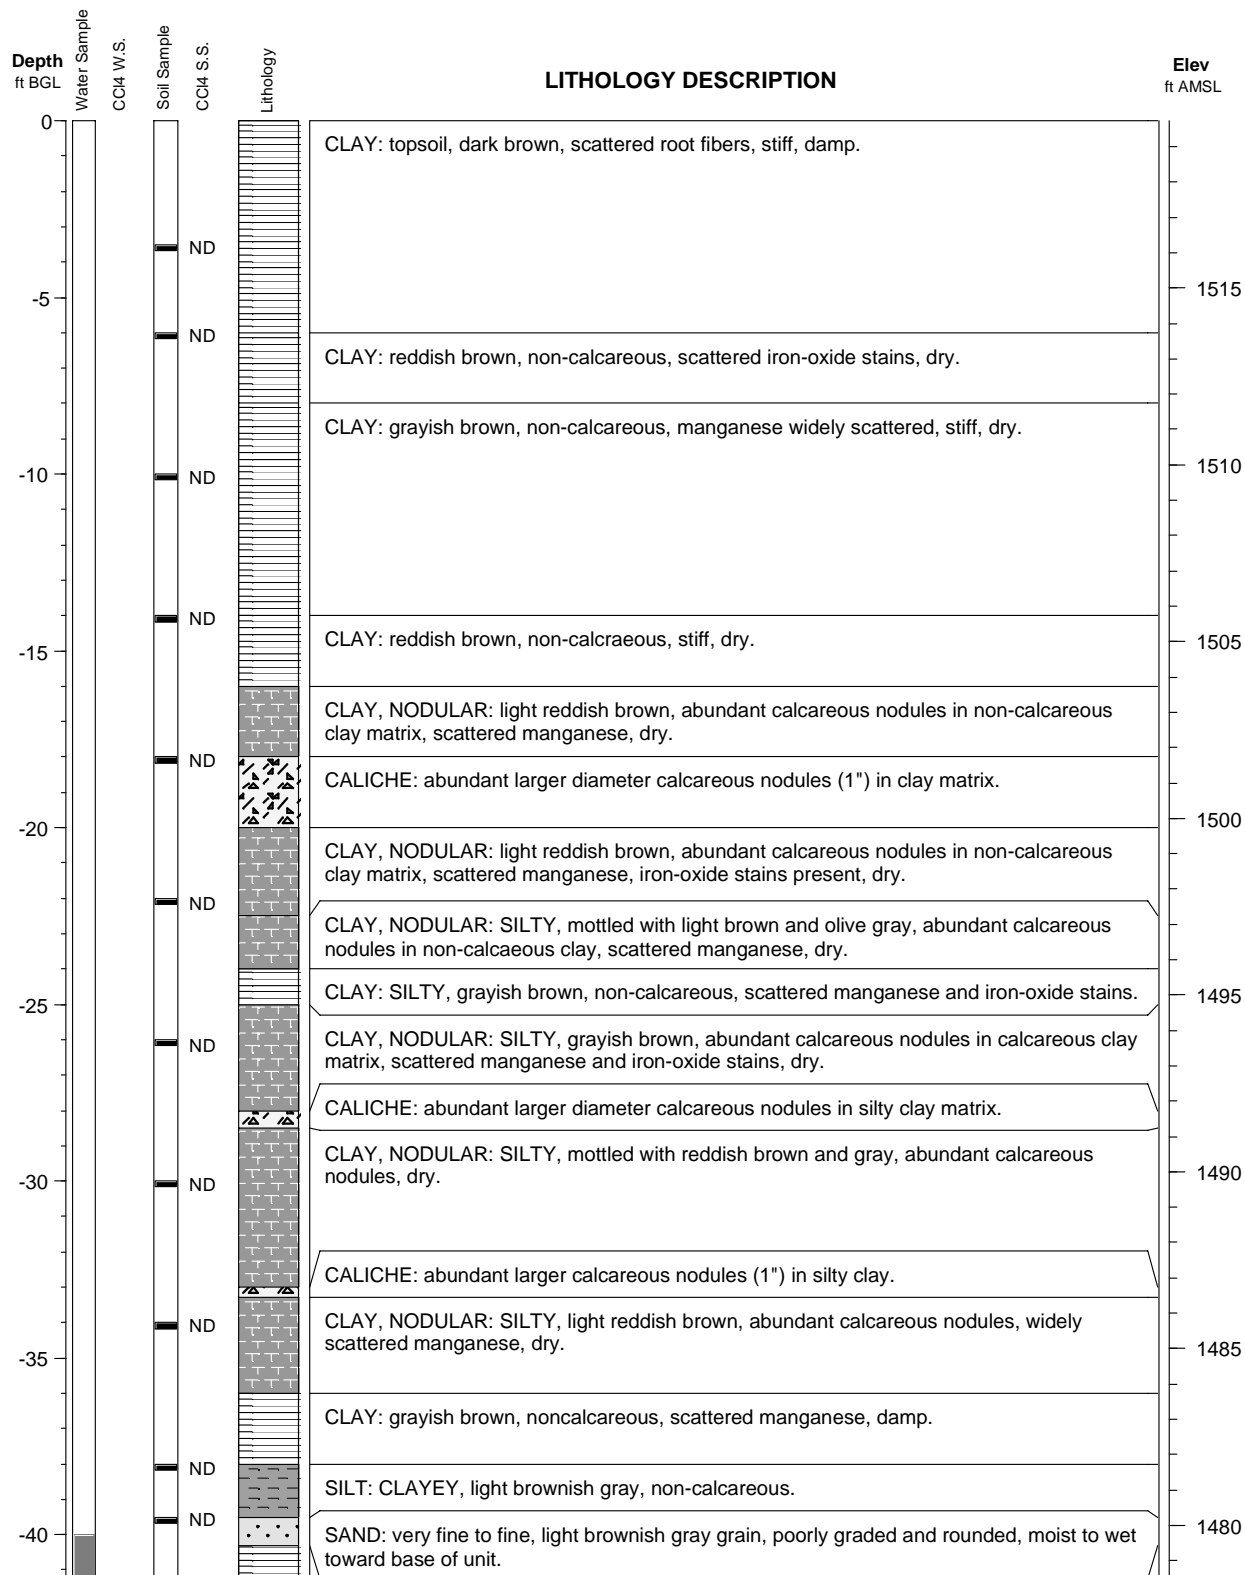 Depth
ft BGL
Water Sample
CCl4 W.S.
Soil Sample
CCl4 S.S.
Lithology
LITHOLOGY DESCRIPTION
Elev
ft AMSL
0
CLAY: topsoil, dark brown, scattered root fibers, stiff, damp.
ND
-5
1515
ND
CLAY: reddish brown, non-calcareous, scattered iron-oxide stains, dry.
CLAY: grayish brown, non-calcareous, manganese widely scattered, stiff, dry.
-10
ND
1510
ND
CLAY: reddish brown, non-calcraeous, stiff, dry.
-15
1505
CLAY, NODULAR: light reddish brown, abundant calcareous nodules in non-calcareous
clay matrix, scattered manganese, dry.
ND
CALICHE: abundant larger diameter calcareous nodules (1") in clay matrix.
-20
1500
CLAY, NODULAR: light reddish brown, abundant calcareous nodules in non-calcareous
clay matrix, scattered manganese, iron-oxide stains present, dry.
ND
CLAY, NODULAR: SILTY, mottled with light brown and olive gray, abundant calcareous
nodules in non-calcaeous clay, scattered manganese, dry.
CLAY: SILTY, grayish brown, non-calcareous, scattered manganese and iron-oxide stains.
-25
1495
CLAY, NODULAR: SILTY, grayish brown, abundant calcareous nodules in calcareous clay
matrix, scattered manganese and iron-oxide stains, dry.
ND
CALICHE: abundant larger diameter calcareous nodules in silty clay matrix.
CLAY, NODULAR: SILTY, mottled with reddish brown and gray, abundant calcareous
nodules, dry.
-30
ND
1490
CALICHE: abundant larger calcareous nodules (1") in silty clay.
CLAY, NODULAR: SILTY, light reddish brown, abundant calcareous nodules, widely
scattered manganese, dry.
ND
-35
1485
CLAY: grayish brown, noncalcareous, scattered manganese, damp.
ND
SILT: CLAYEY, light brownish gray, non-calcareous.
ND
-40
1480
SAND: very fine to fine, light brownish gray grain, poorly graded and rounded, moist to wet
toward base of unit.